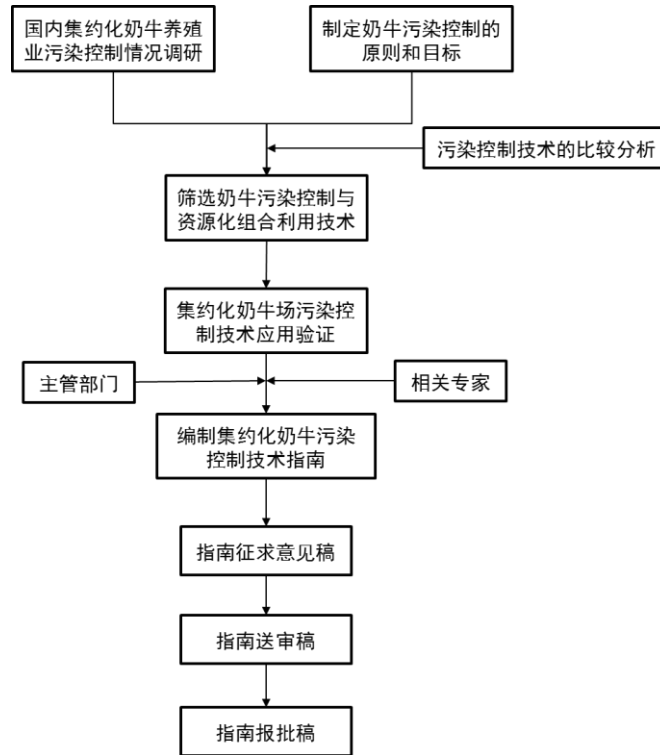 国内集约化奶牛养殖
业污染控制情况调研
制定奶牛污染控制的
原则和目标
污染控制技术的比较分析
筛选奶牛污染控制与
资源化组合利用技术
集约化奶牛场污染控
制技术应用验证
主管部门
相关专家
编制集约化奶牛污染
控制技术指南
指南征求意见稿
指南送审稿
指南报批稿